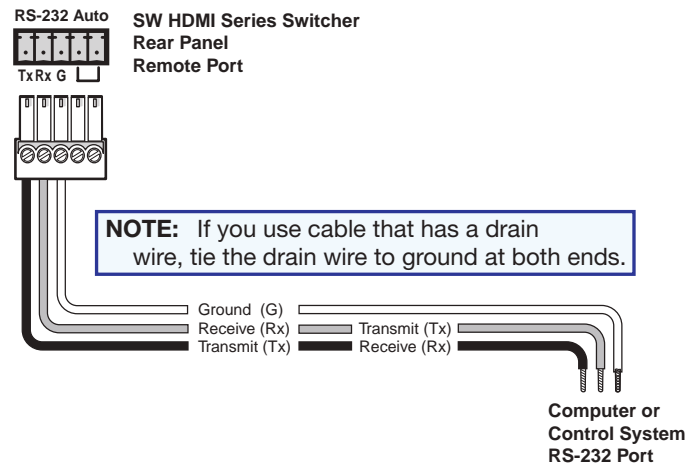 RS-232 Auto
SW HDMI Series Switcher
Rear Panel
Remote Port
Tx Rx G
NOTE: If you use cable that has a drain
wire, tie the drain wire to ground at both ends.
Ground (G)
Receive (Rx) Transmit (Tx)
Transmit (Tx) Receive (Rx)
Computer or
Control System
RS-232 Port